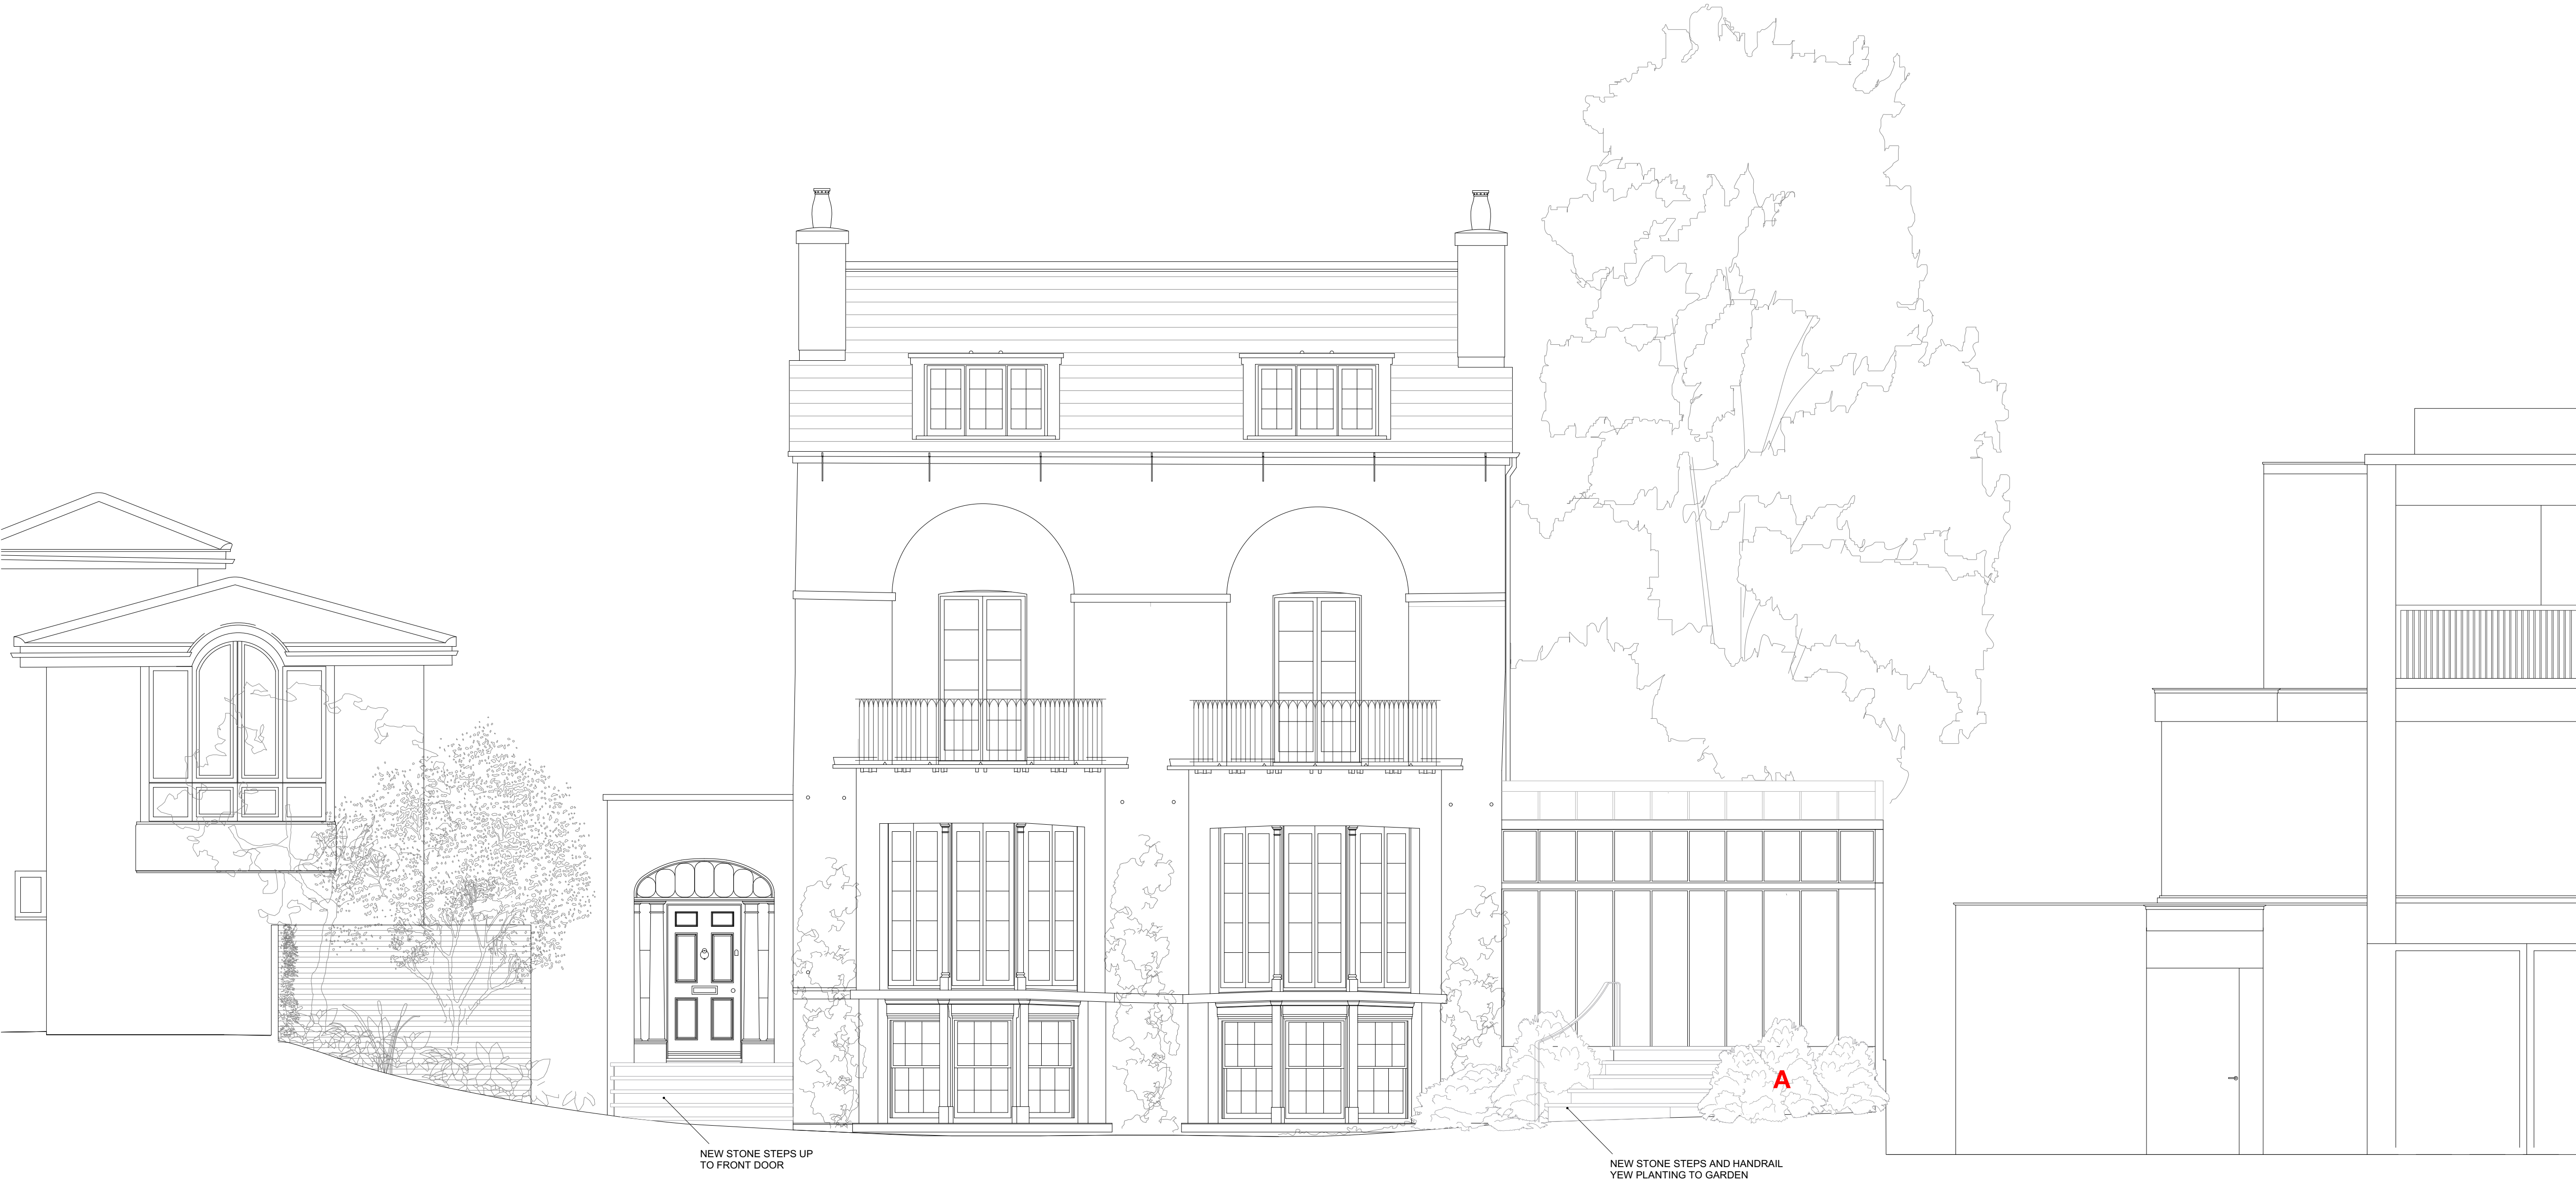 A
NEW STONE STEPS UP
TO FRONT DOOR
NEW STONE STEPS AND HANDRAIL
YEW PLANTING TO GARDEN